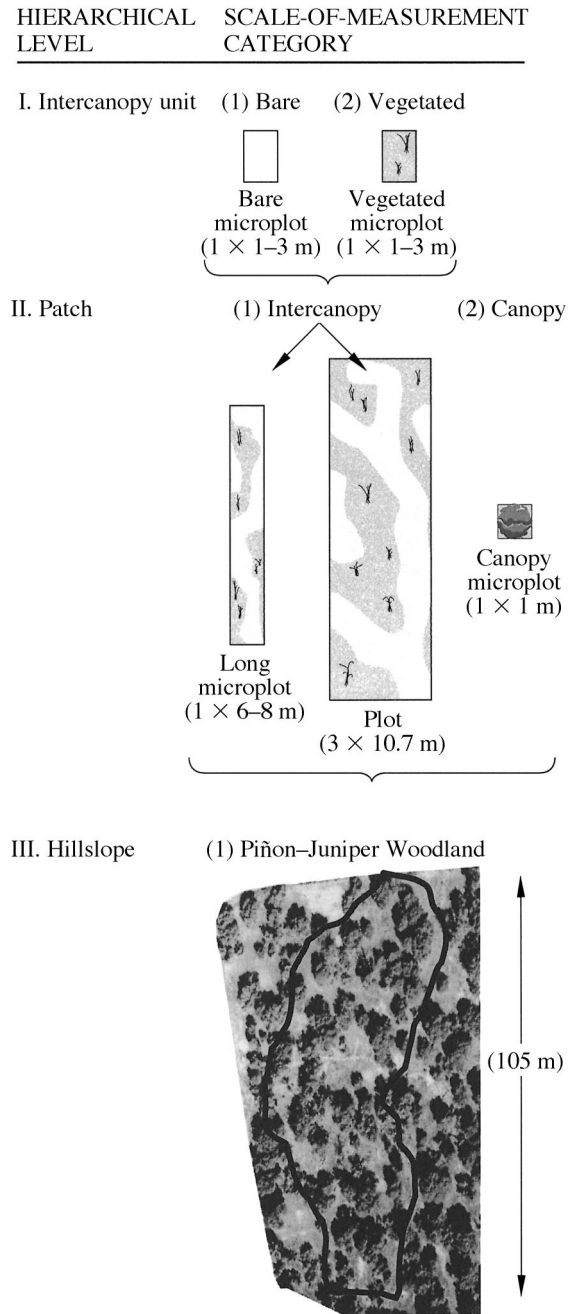 HIERARCHICAL LEVEL
SCALE-OF-MEASUREMENT CATEGORY
I. Intercanopy unit
(1) Bare
(2) Vegetated
Bare
microplot
(1 × 1–3 m)
Vegetated
microplot
(1 × 1–3 m)
II. Patch
(1) Intercanopy
(2) Canopy
Long
microplot
(1 × 6–8 m)
Plot
(3 × 10.7 m)
Canopy
microplot
(1 × 1 m)
III. Hillslope
(1) Piñon–Juniper Woodland
(105 m)